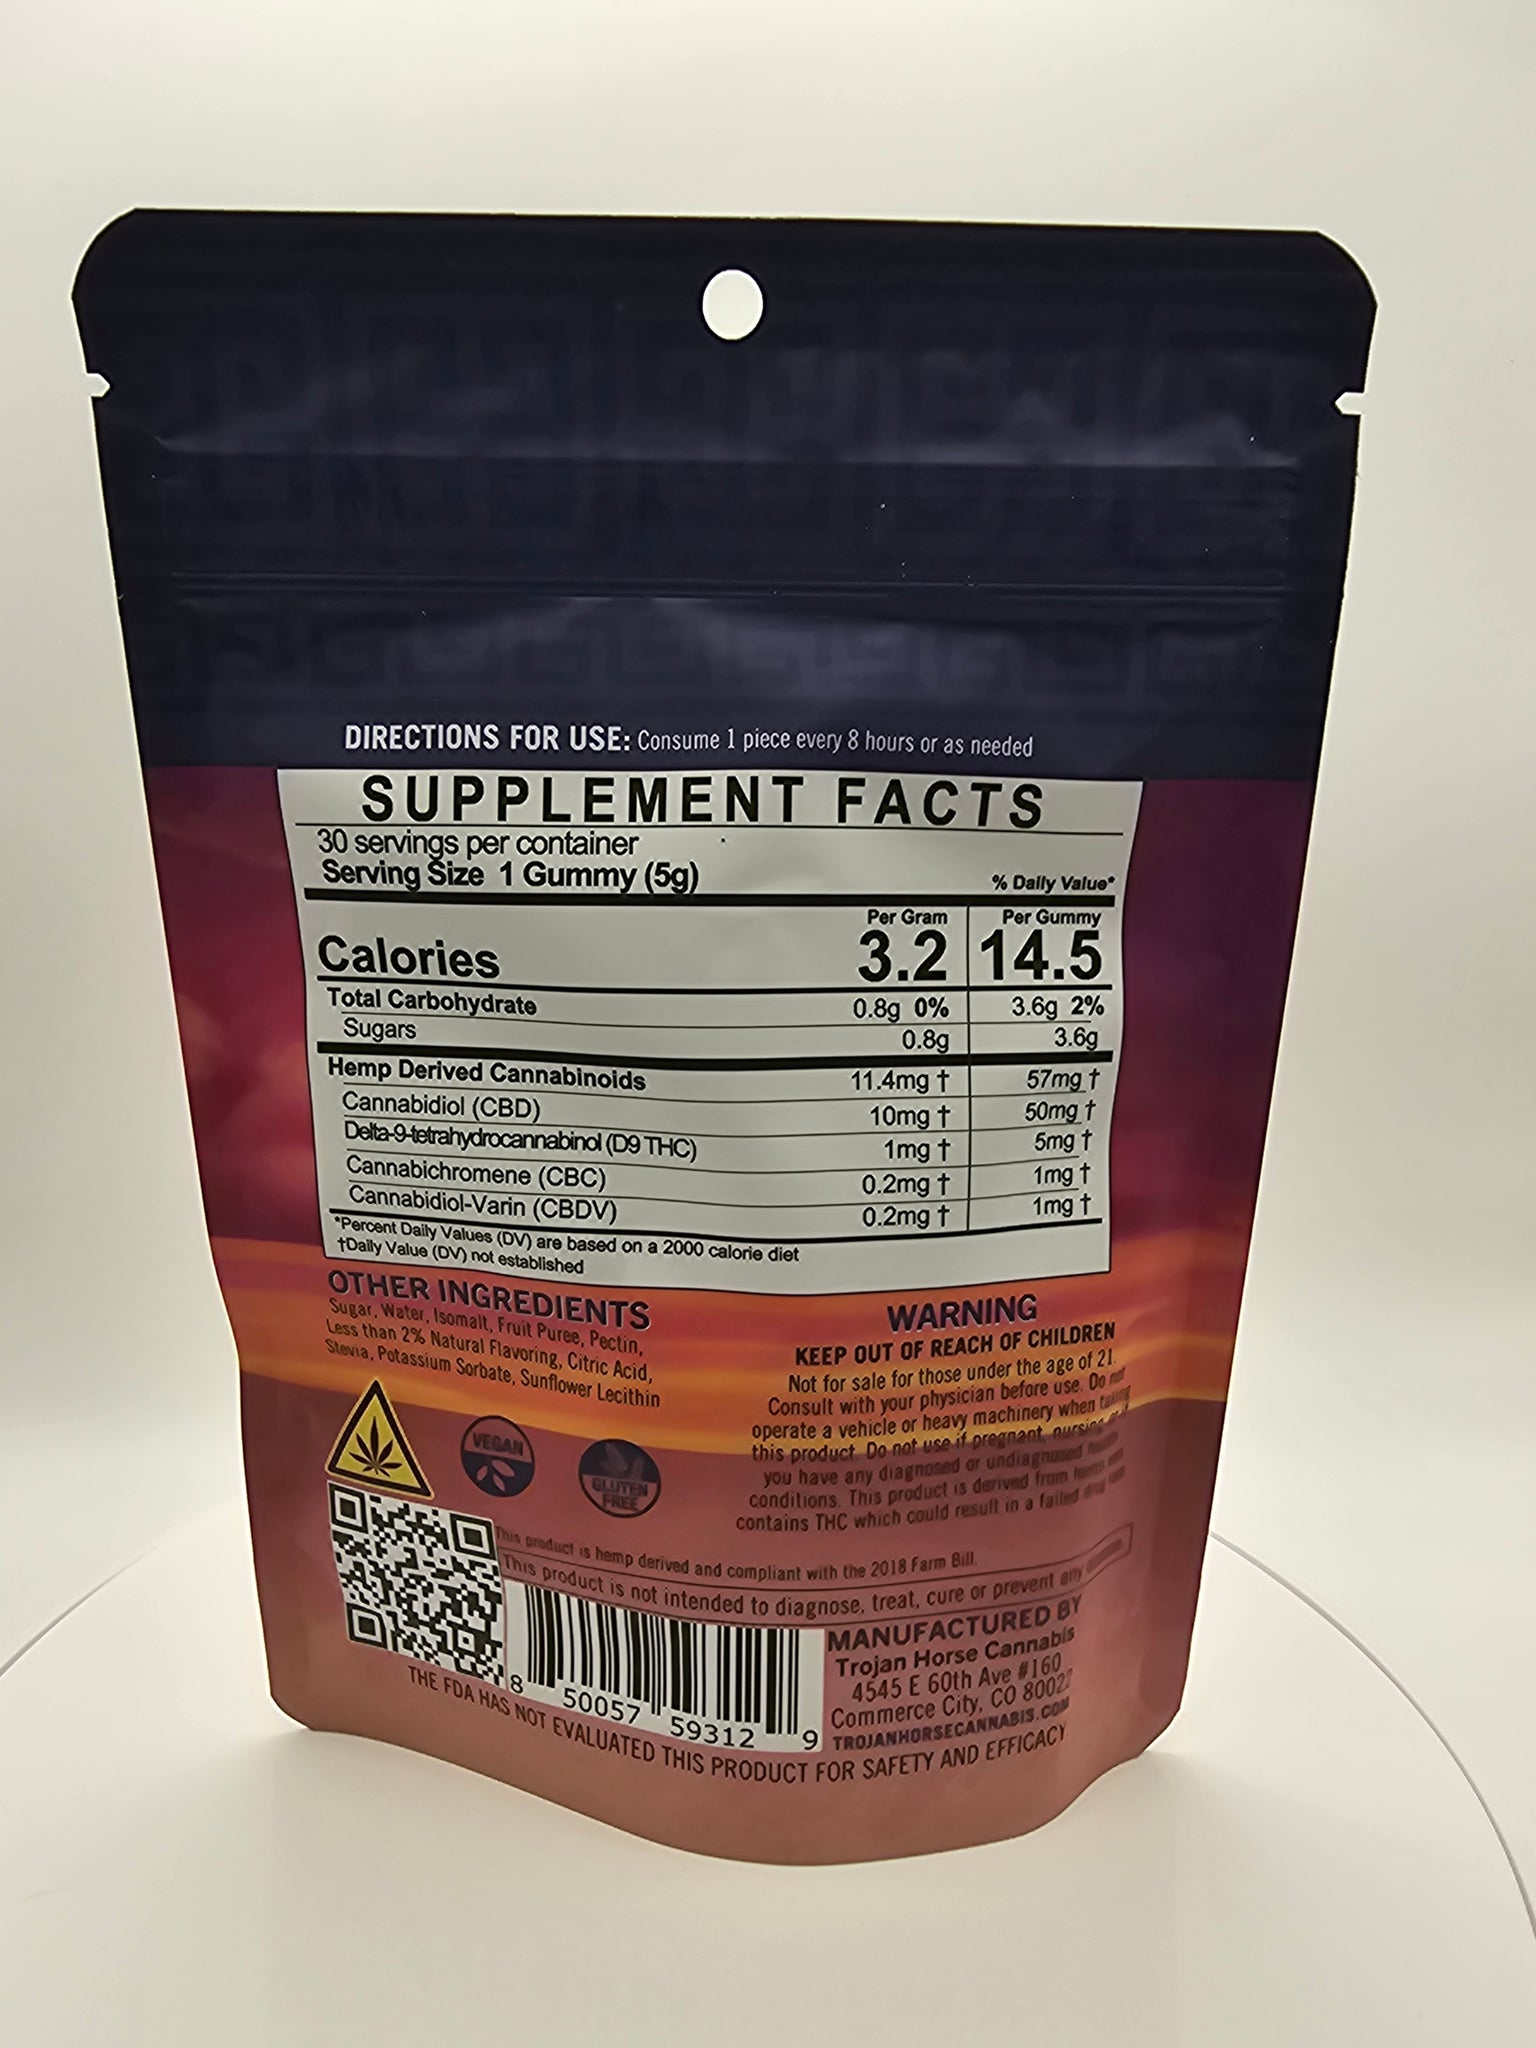 DIRECTIONS FOR USE: Consume 1 piece every 8 hours or as needed
SUPPLEMENT FACTS
30 servings per container
Serving Size 1 Gummy (5g)
% Daily Value*
Per Gram Per Gummy
Calories 3.2 14.5
Total Carbohydrate 0.8g 0% 3.6g 2%
Sugars 0.8g 3.6g
Hemp Derived Cannabinoids 11.4mg † 57mg †
Cannabidiol (CBD) 10mg † 50mg †
Delta-9-tetrahydrocannabinol (D9 THC) 1mg † 5mg †
Cannabichromene (CBC) 0.2mg † 1mg †
Cannabidiol-Varin (CBDV) 0.2mg † 1mg †
*Percent Daily Values (DV) are based on a 2000 calorie diet
†Daily Value (DV) not established
OTHER INGREDIENTS
Sugar, Water, Isomalt, Fruit Puree, Pectin,
Less than 2% Natural Flavoring, Citric Acid,
Stevia, Potassium Sorbate, Sunflower Lecithin
WARNING
KEEP OUT OF REACH OF CHILDREN
Not for sale for those under the age of 21.
Consult with your physician before use. Do not
operate a vehicle or heavy machinery when taking
this product. Do not use if pregnant, nursing or if
you have any diagnosed or undiagnosed health
conditions. This product is derived from hemp and
contains THC which could result in a failed drug
VEGAN
GLUTEN
FREE
This product is hemp derived and compliant with the 2018 Farm Bill.
This product is not intended to diagnose, treat, cure or prevent any
8 50057 59312 9
MANUFACTURED BY
Trojan Horse Cannabis
4545 E 60th Ave #160
Commerce City, CO 80022
TROJANHORSECANNABIS.COM
THE FDA HAS NOT EVALUATED THIS PRODUCT FOR SAFETY AND EFFICACY